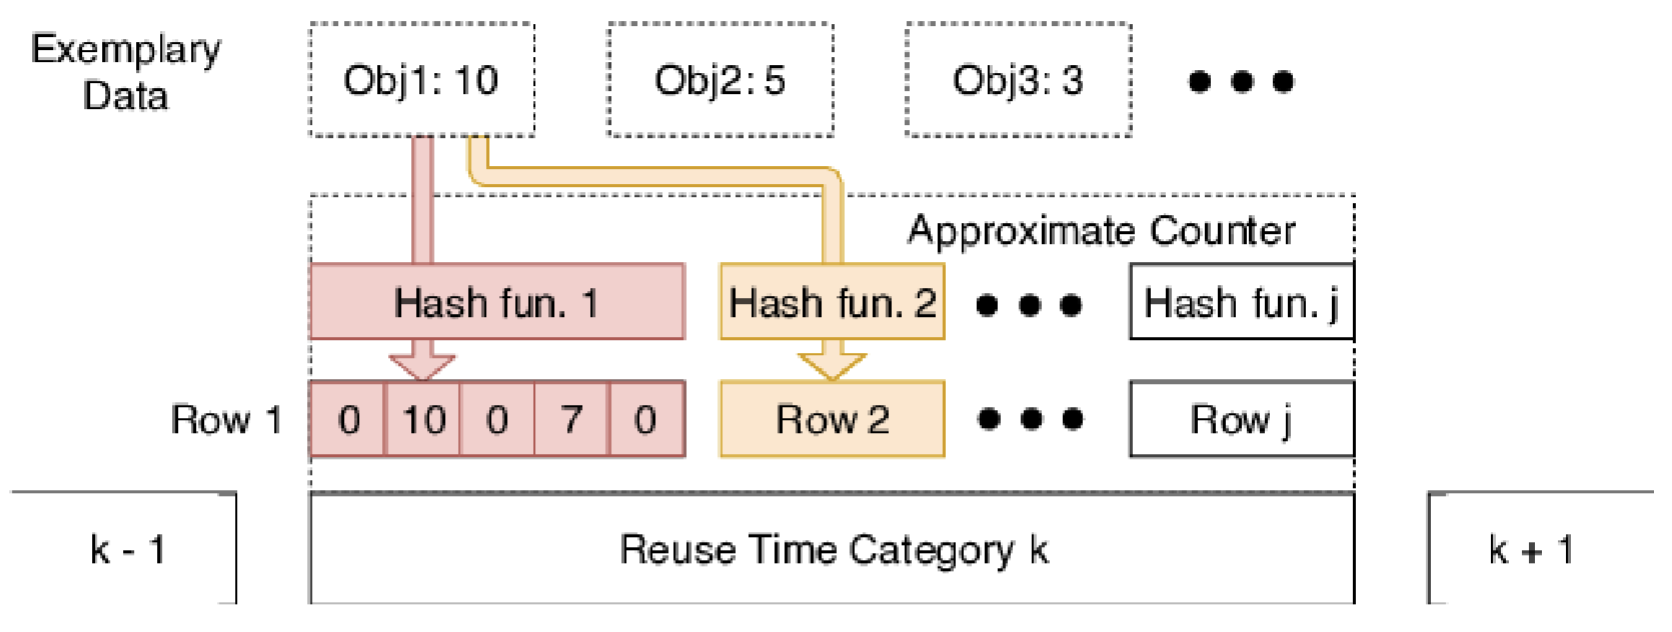 Exemplary
Data
Obj1: 10
Obj2: 5
Obj3: 3
Approximate Counter
Hash fun. 1
Hash fun. 2
Hash fun. j
Row 1
0 10 0 7 0
Row 2
Row j
k - 1
Reuse Time Category k
k + 1